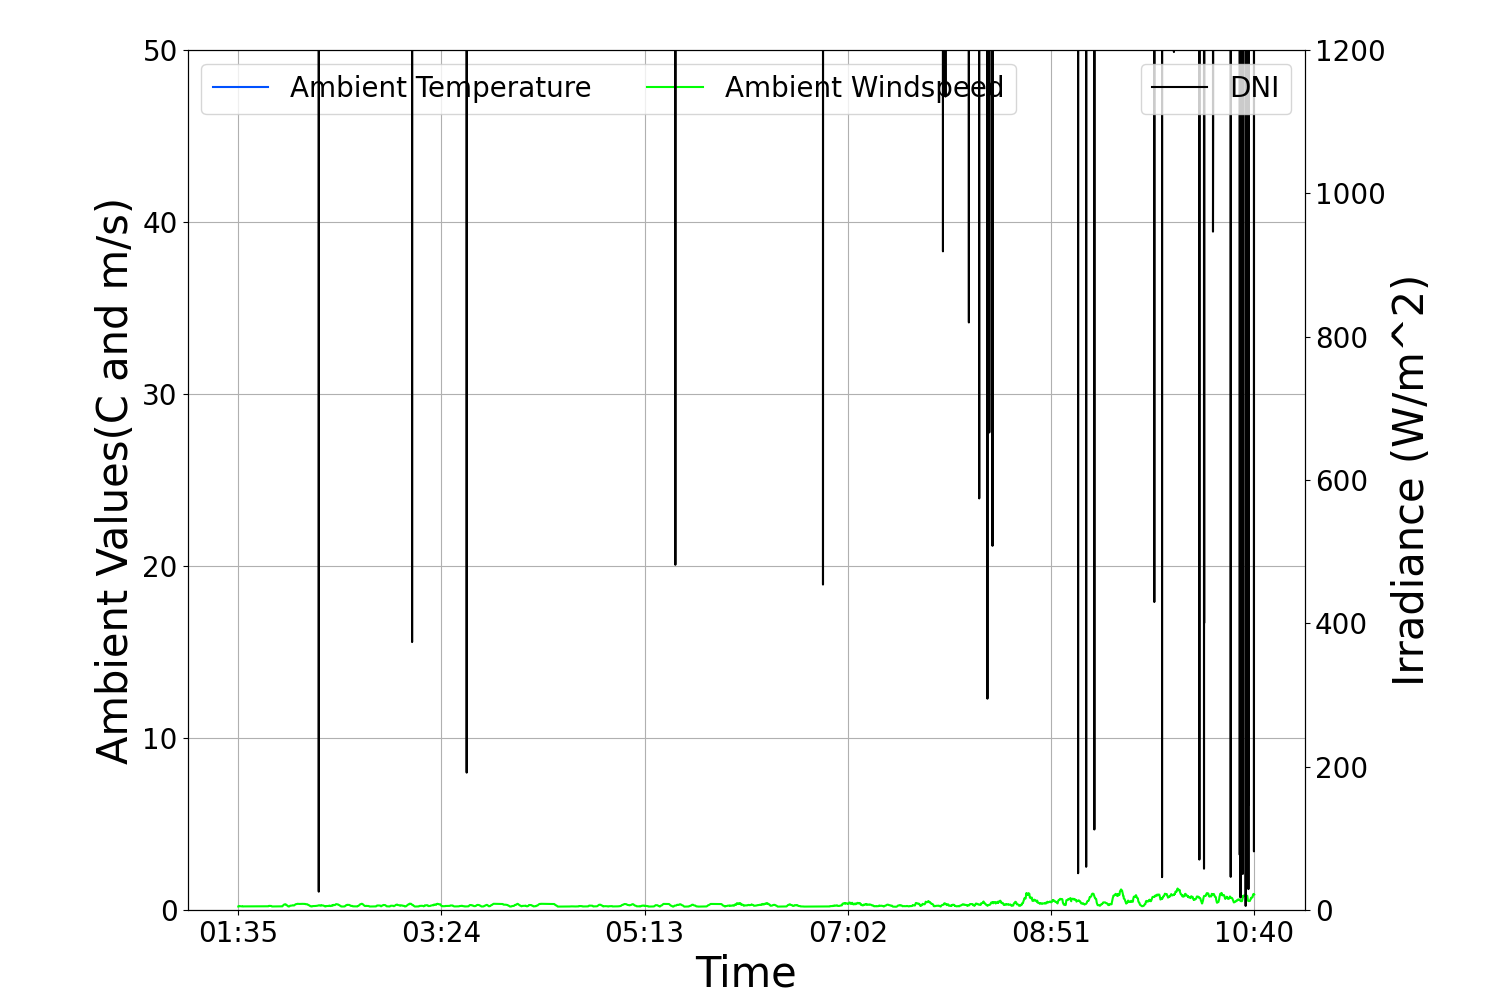 Ambient Temperature
Ambient Windspeed
DNI
Ambient Values(C and m/s)
50
40
30
20
10
0
1200
1000
800
600
400
200
0
Irradiance (W/m^2)
01:35 03:24 05:13 07:02 08:51 10:40
Time